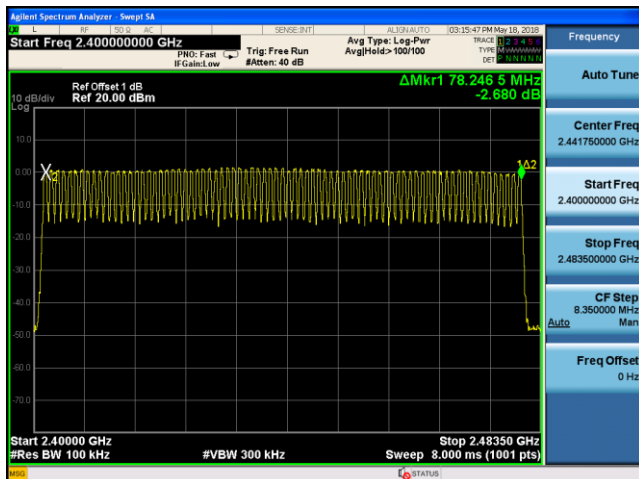 Agilent Spectrum Analyzer - Swept SA
L RF 50 Ω AC SENSE:INT ALIGN AUTO 03:15:47 PM May 18, 2018
Start Freq 2.400000000 GHz
PNO: Fast
IFGain:Low
Trig: Free Run
#Atten: 40 dB
Avg Type: Log-Pwr
Avg|Hold>100/100
TRACE 1 2 3 4 5 6
TYPE M
DET P N N N N N
ΔMkr1 78.246 5 MHz
-2.680 dB
Ref Offset 1 dB
10 dB/div Ref 20.00 dBm
Log
10.0
0.00
-10.0
-20.0
-30.0
-40.0
-50.0
-60.0
-70.0
X2
1Δ2
Start 2.40000 GHz Stop 2.48350 GHz
#Res BW 100 kHz #VBW 300 kHz Sweep 8.000 ms (1001 pts)
MSG STATUS
Frequency
Auto Tune
Center Freq
2.441750000 GHz
Start Freq
2.400000000 GHz
Stop Freq
2.483500000 GHz
CF Step
8.350000 MHz
Auto Man
Freq Offset
0 Hz